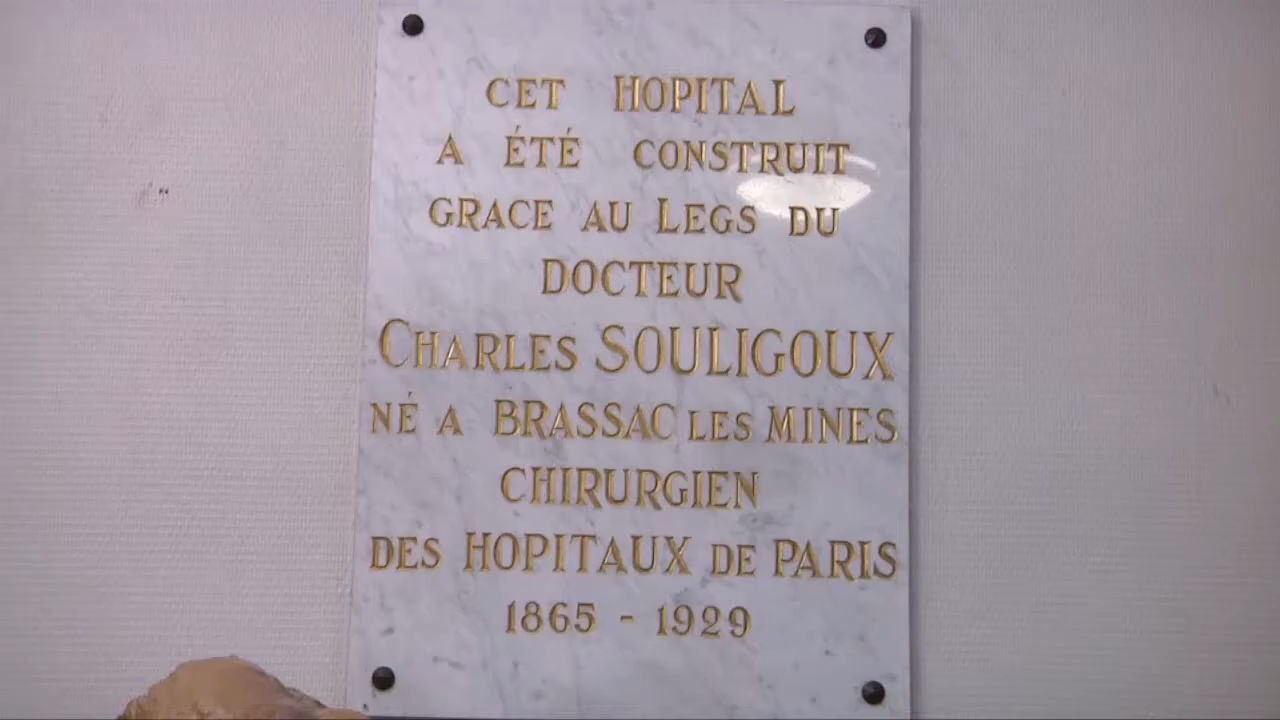 CET HOPITAL
A ÉTÉ CONSTRUIT
GRACE AU LEGS DU
DOCTEUR
CHARLES SOULIGOUX
NÉ A BRASSAC LES MINES
CHIRURGIEN
DES HOPITAUX DE PARIS
1865 - 1929